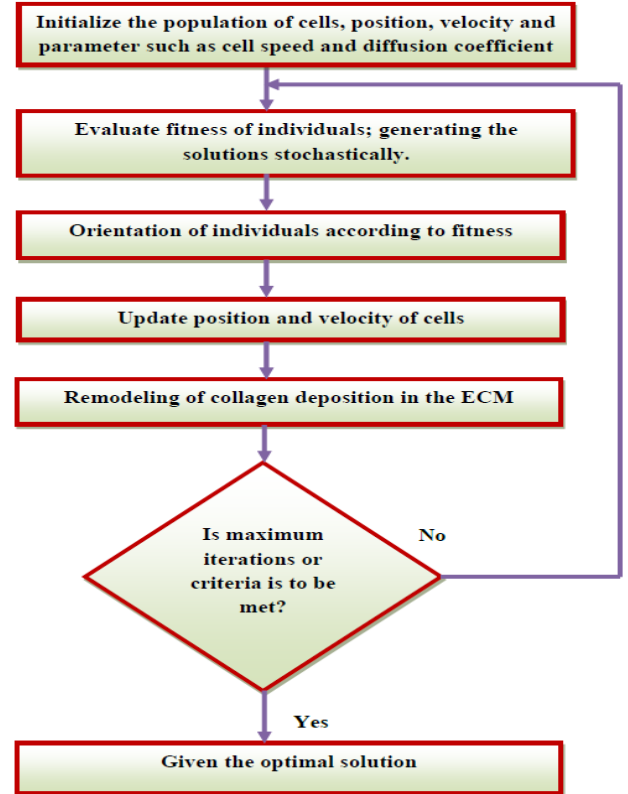 Initialize the population of cells, position, velocity and
parameter such as cell speed and diffusion coefficient
Evaluate fitness of individuals; generating the
solutions stochastically.
Orientation of individuals according to fitness
Update position and velocity of cells
Remodeling of collagen deposition in the ECM
Is maximum
iterations or
criteria is to be
met?
No
Yes
Given the optimal solution